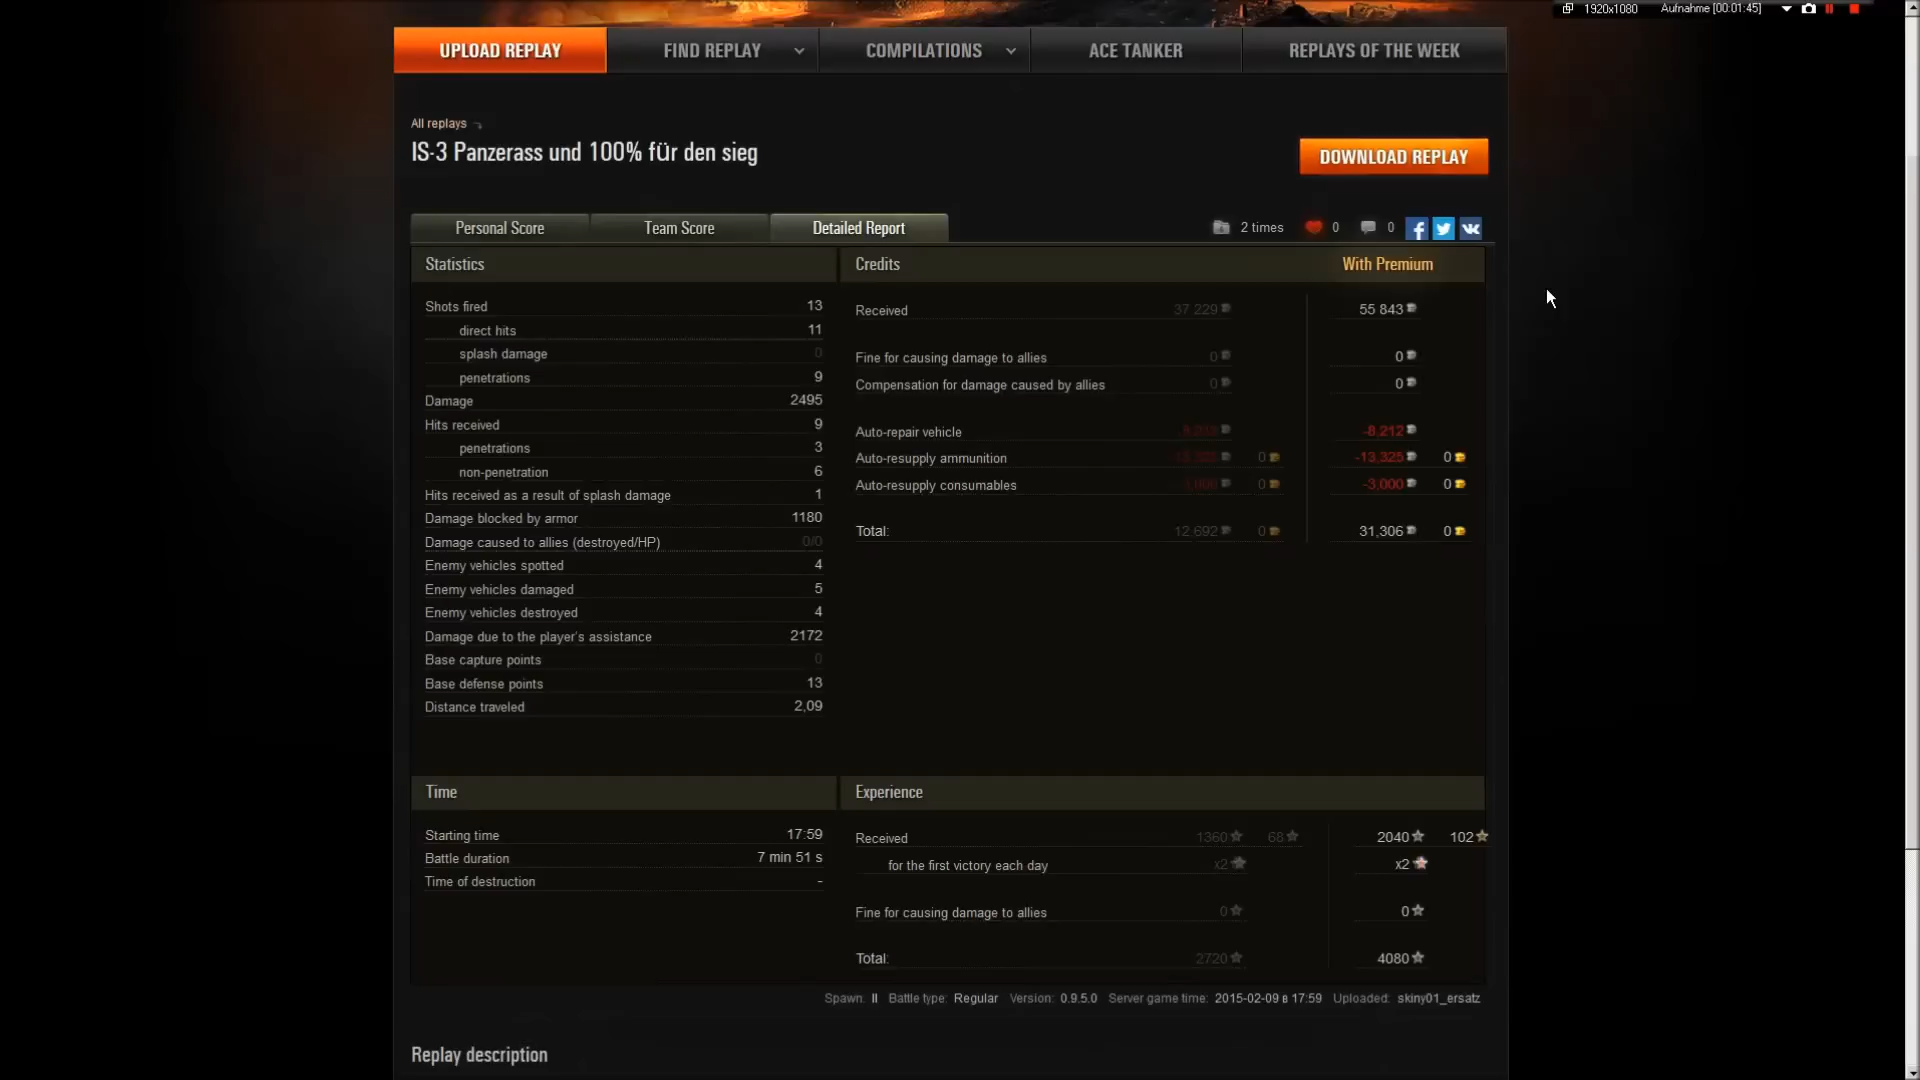 1920x1080 Aufnahme [00:01:45]
UPLOAD REPLAY FIND REPLAY COMPILATIONS ACE TANKER REPLAYS OF THE WEEK
All replays
IS-3 Panzerass und 100% für den sieg
DOWNLOAD REPLAY
Personal Score Team Score Detailed Report 2 times 0 0
Statistics Credits With Premium
Shots fired 13
direct hits 11
splash damage 0
penetrations 9
Damage 2495
Hits received 9
penetrations 3
non-penetration 6
Hits received as a result of splash damage 1
Damage blocked by armor 1180
Damage caused to allies (destroyed/HP) 0/0
Enemy vehicles spotted 4
Enemy vehicles damaged 5
Enemy vehicles destroyed 4
Damage due to the player's assistance 2172
Base capture points 0
Base defense points 13
Distance traveled 2,09
Received 37 229 55 843
Fine for causing damage to allies 0 0
Compensation for damage caused by allies 0 0
Auto-repair vehicle -8,212
Auto-resupply ammunition 0 -13,325 0
Auto-resupply consumables 0 -3,000 0
Total: 12,692 0 31,306 0
Time Experience
Starting time 17:59
Battle duration 7 min 51 s
Time of destruction -
Received 1360 68 2040 102
for the first victory each day x2 x2
Fine for causing damage to allies 0 0
Total: 2720 4080
Spawn: II Battle type: Regular Version: 0.9.5.0 Server game time: 2015-02-09 в 17:59 Uploaded: skiny01_ersatz
Replay description